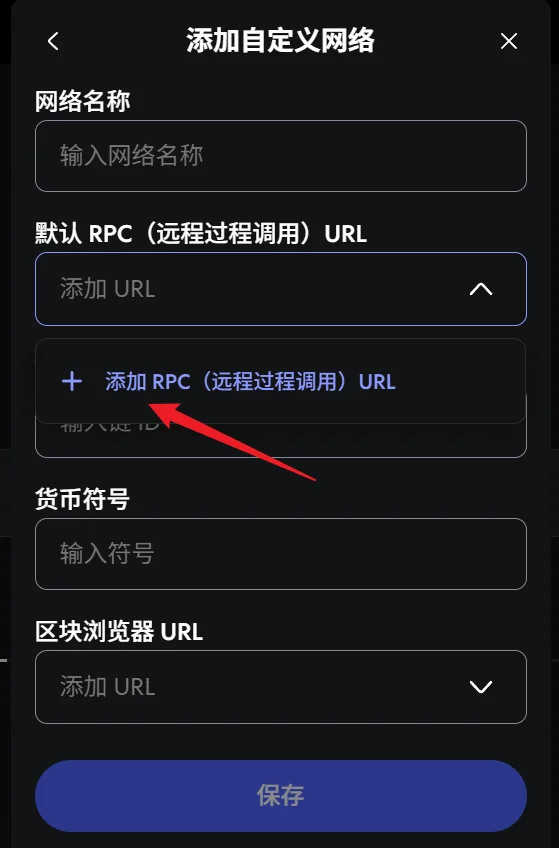 添加自定义网络
网络名称
输入网络名称
默认 RPC（远程过程调用）URL
添加 URL
添加 RPC（远程过程调用）URL
输入链 ID
货币符号
输入符号
区块浏览器 URL
添加 URL
保存